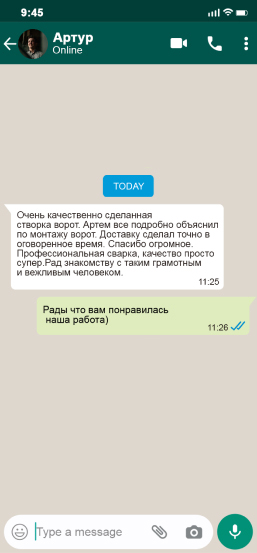 9:45
Артур
Online
TODAY
Очень качественно сделанная
створка ворот. Артем все подробно объяснил
по монтажу ворот. Доставку сделал точно в
оговоренное время. Спасибо огромное.
Профессиональная сварка, качество просто
супер.Рад знакомству с таким грамотным
и вежливым человеком.
11:25
Рады что вам понравилась
наша работа)
11:26
Type a message